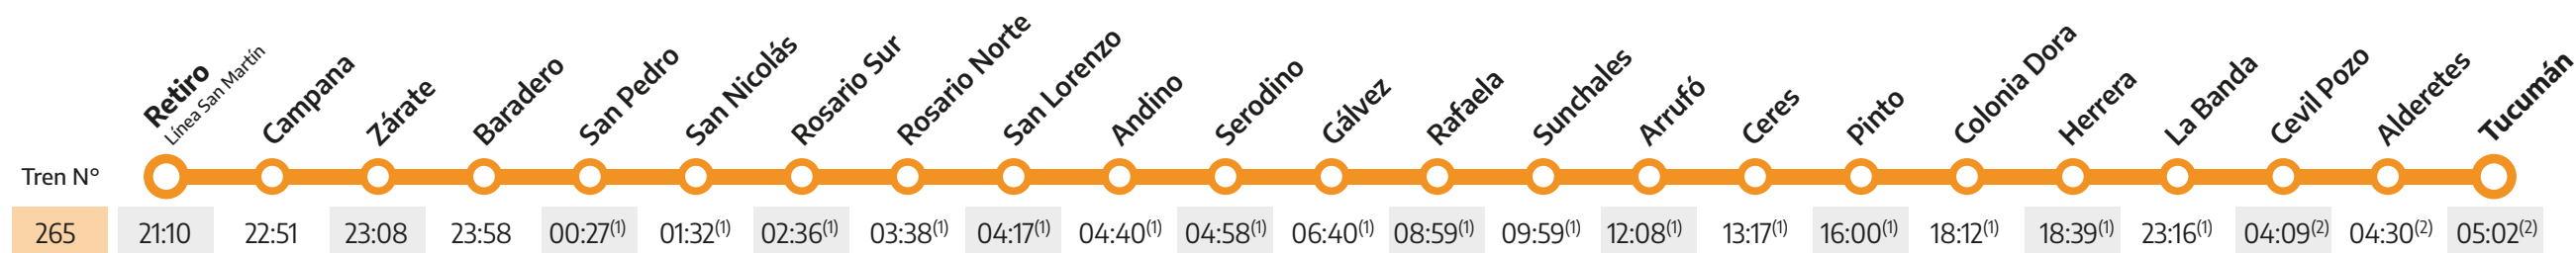 Retiro
Línea San Martín
Campana
Zárate
Baradero
San Pedro
San Nicolás
Rosario Sur
Rosario Norte
San Lorenzo
Andino
Serodino
Gálvez
Rafaela
Sunchales
Arrufó
Ceres
Pinto
Colonia Dora
Herrera
La Banda
Cevil Pozo
Alderetes
Tucumán
Tren N°
265 21:10 22:51 23:08 23:58 00:27(1) 01:32(1) 02:36(1) 03:38(1) 04:17(1) 04:40(1) 04:58(1) 06:40(1) 08:59(1) 09:59(1) 12:08(1) 13:17(1) 16:00(1) 18:12(1) 18:39(1) 23:16(1) 04:09(2) 04:30(2) 05:02(2)